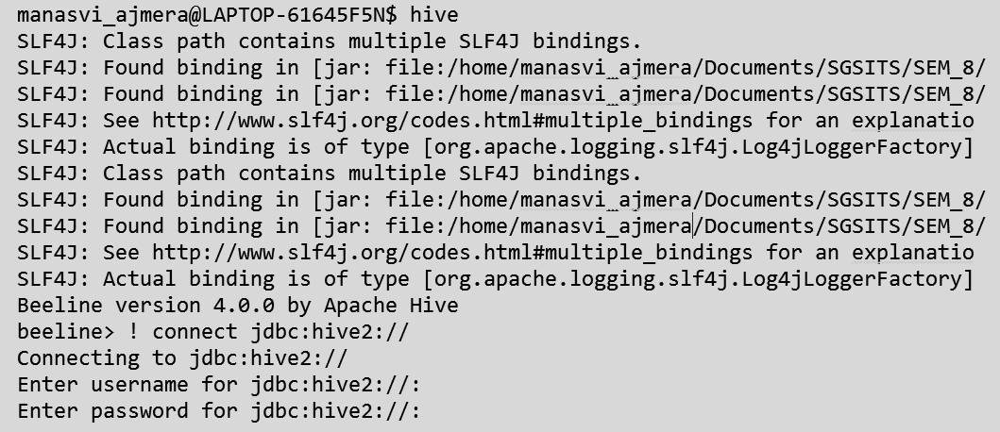 manasvi_ajmera@LAPTOP-61645F5N$ hive
SLF4J: Class path contains multiple SLF4J bindings.
SLF4J: Found binding in [jar: file:/home/manasvi_ajmera/Documents/SGSITS/SEM_8/
SLF4J: Found binding in [jar: file:/home/manasvi_ajmera/Documents/SGSITS/SEM_8/
SLF4J: See http://www.slf4j.org/codes.html#multiple_bindings for an explanatio
SLF4J: Actual binding is of type [org.apache.logging.slf4j.Log4jLoggerFactory]
SLF4J: Class path contains multiple SLF4J bindings.
SLF4J: Found binding in [jar: file:/home/manasvi_ajmera/Documents/SGSITS/SEM_8/
SLF4J: Found binding in [jar: file:/home/manasvi_ajmera/Documents/SGSITS/SEM_8/
SLF4J: See http://www.slf4j.org/codes.html#multiple_bindings for an explanatio
SLF4J: Actual binding is of type [org.apache.logging.slf4j.Log4jLoggerFactory]
Beeline version 4.0.0 by Apache Hive
beeline> ! connect jdbc:hive2://
Connecting to jdbc:hive2://
Enter username for jdbc:hive2://:
Enter password for jdbc:hive2://: